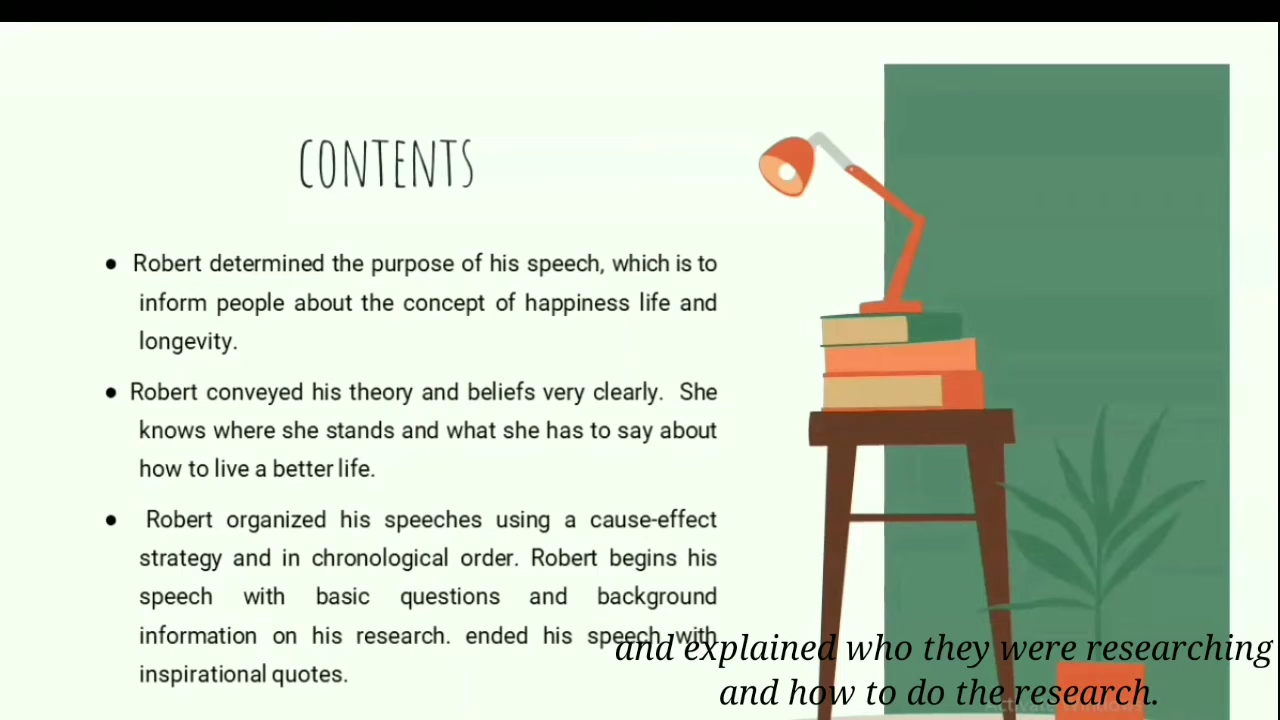 CONTENTS
● Robert determined the purpose of his speech, which is to
inform people about the concept of happiness life and
longevity.
● Robert conveyed his theory and beliefs very clearly. She
knows where she stands and what she has to say about
how to live a better life.
● Robert organized his speeches using a cause-effect
strategy and in chronological order. Robert begins his
speech with basic questions and background
information on his research. ended his speech with
inspirational quotes.
and explained who they were researching
and how to do the research.